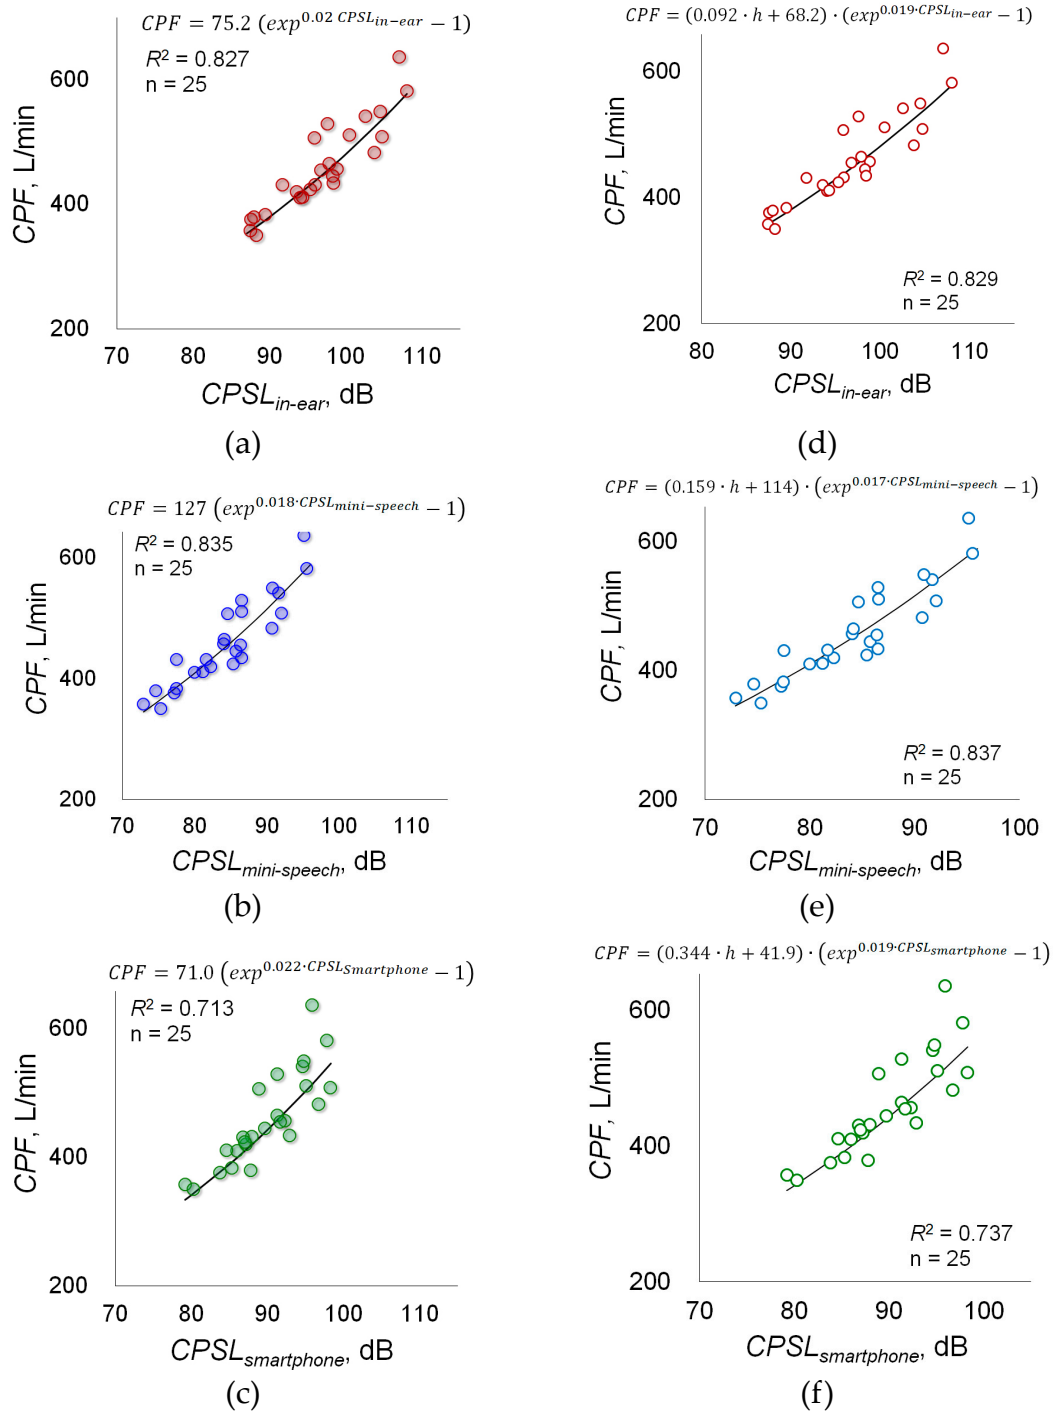 CPF = 75.2 (exp^0.02 CPSL_in−ear − 1)
R² = 0.827
n = 25
600
400
200
CPF, L/min
70 80 90 100 110
CPSL_in-ear, dB
(a)
CPF = (0.092 · h + 68.2) · (exp^0.019·CPSL_in−ear − 1)
600
400
200
CPF, L/min
R² = 0.829
n = 25
80 90 100 110
CPSL_in-ear, dB
(d)
CPF = 127 (exp^0.018·CPSL_mini−speech − 1)
R² = 0.835
n = 25
600
400
200
CPF, L/min
70 80 90 100 110
CPSL_mini-speech, dB
(b)
CPF = (0.159 · h + 114) · (exp^0.017·CPSL_mini−speech − 1)
600
400
200
CPF, L/min
R² = 0.837
n = 25
70 80 90 100
CPSL_mini-speech, dB
(e)
CPF = 71.0 (exp^0.022·CPSL_Smartphone − 1)
R² = 0.713
n = 25
600
400
200
CPF, L/min
70 80 90 100 110
CPSL_smartphone, dB
(c)
CPF = (0.344 · h + 41.9) · (exp^0.019·CPSL_smartphone − 1)
600
400
200
CPF, L/min
R² = 0.737
n = 25
70 80 90 100
CPSL_smartphone, dB
(f)